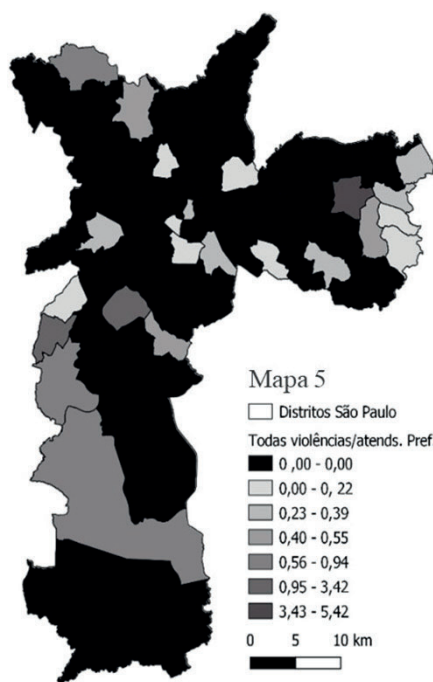 Mapa 5
Distritos São Paulo
Todas violências/atends. Pref
0 ,00 - 0,00
0,00 - 0, 22
0,23 - 0,39
0,40 - 0,55
0,56 - 0,94
0,95 - 3,42
3,43 - 5,42
0 5 10 km